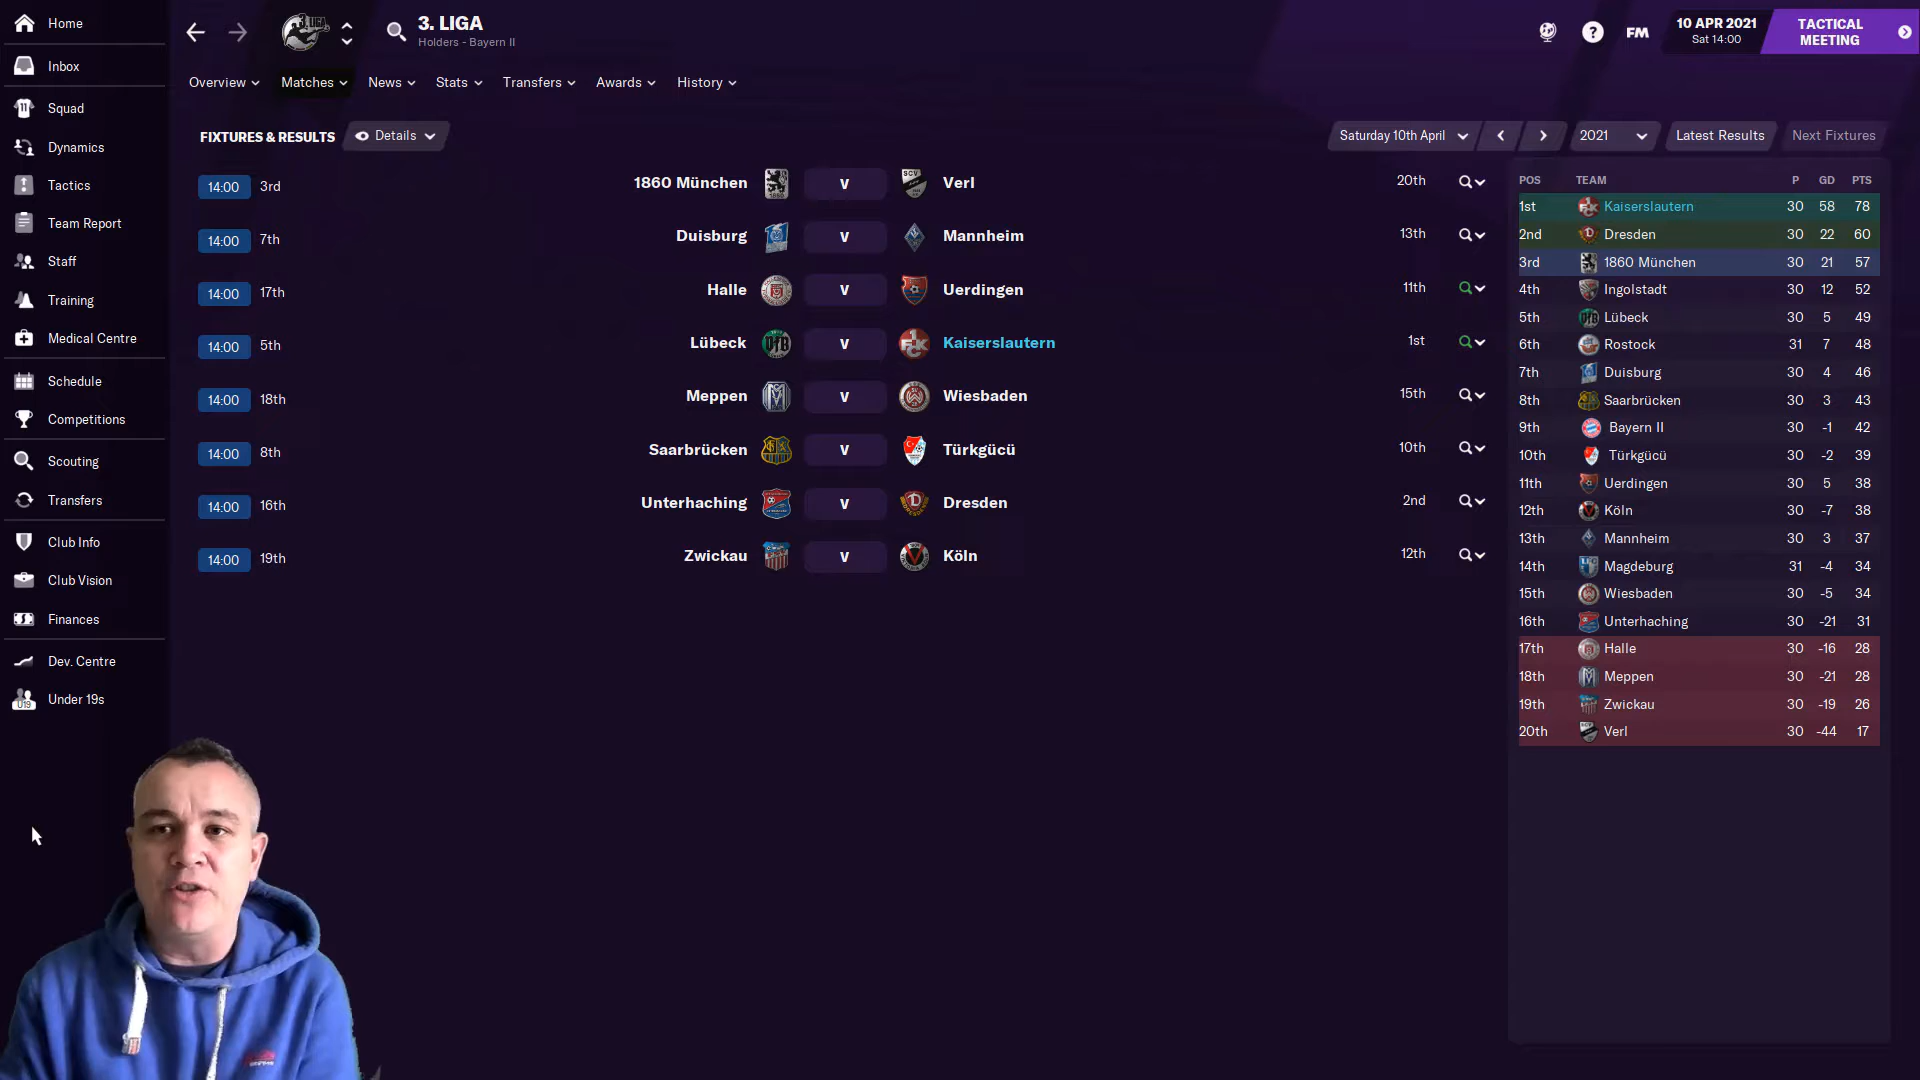 Home
Inbox
Squad
Dynamics
Tactics
Team Report
Staff
Training
Medical Centre
Schedule
Competitions
Scouting
Transfers
Club Info
Club Vision
Finances
Dev. Centre
Under 19s
3. LIGA
Holders - Bayern II
10 APR 2021
Sat 14:00
TACTICAL
MEETING
Overview Matches News Stats Transfers Awards History
FIXTURES & RESULTS Details Saturday 10th April 2021 Latest Results Next Fixtures
14:00 3rd 1860 München v Verl 20th
14:00 7th Duisburg v Mannheim 13th
14:00 17th Halle v Uerdingen 11th
14:00 5th Lübeck v Kaiserslautern 1st
14:00 18th Meppen v Wiesbaden 15th
14:00 8th Saarbrücken v Türkgücü 10th
14:00 16th Unterhaching v Dresden 2nd
14:00 19th Zwickau v Köln 12th
POS TEAM P GD PTS
1st Kaiserslautern 30 58 78
2nd Dresden 30 22 60
3rd 1860 München 30 21 57
4th Ingolstadt 30 12 52
5th Lübeck 30 5 49
6th Rostock 31 7 48
7th Duisburg 30 4 46
8th Saarbrücken 30 3 43
9th Bayern II 30 -1 42
10th Türkgücü 30 -2 39
11th Uerdingen 30 5 38
12th Köln 30 -7 38
13th Mannheim 30 3 37
14th Magdeburg 31 -4 34
15th Wiesbaden 30 -5 34
16th Unterhaching 30 -21 31
17th Halle 30 -16 28
18th Meppen 30 -21 28
19th Zwickau 30 -19 26
20th Verl 30 -44 17
FM